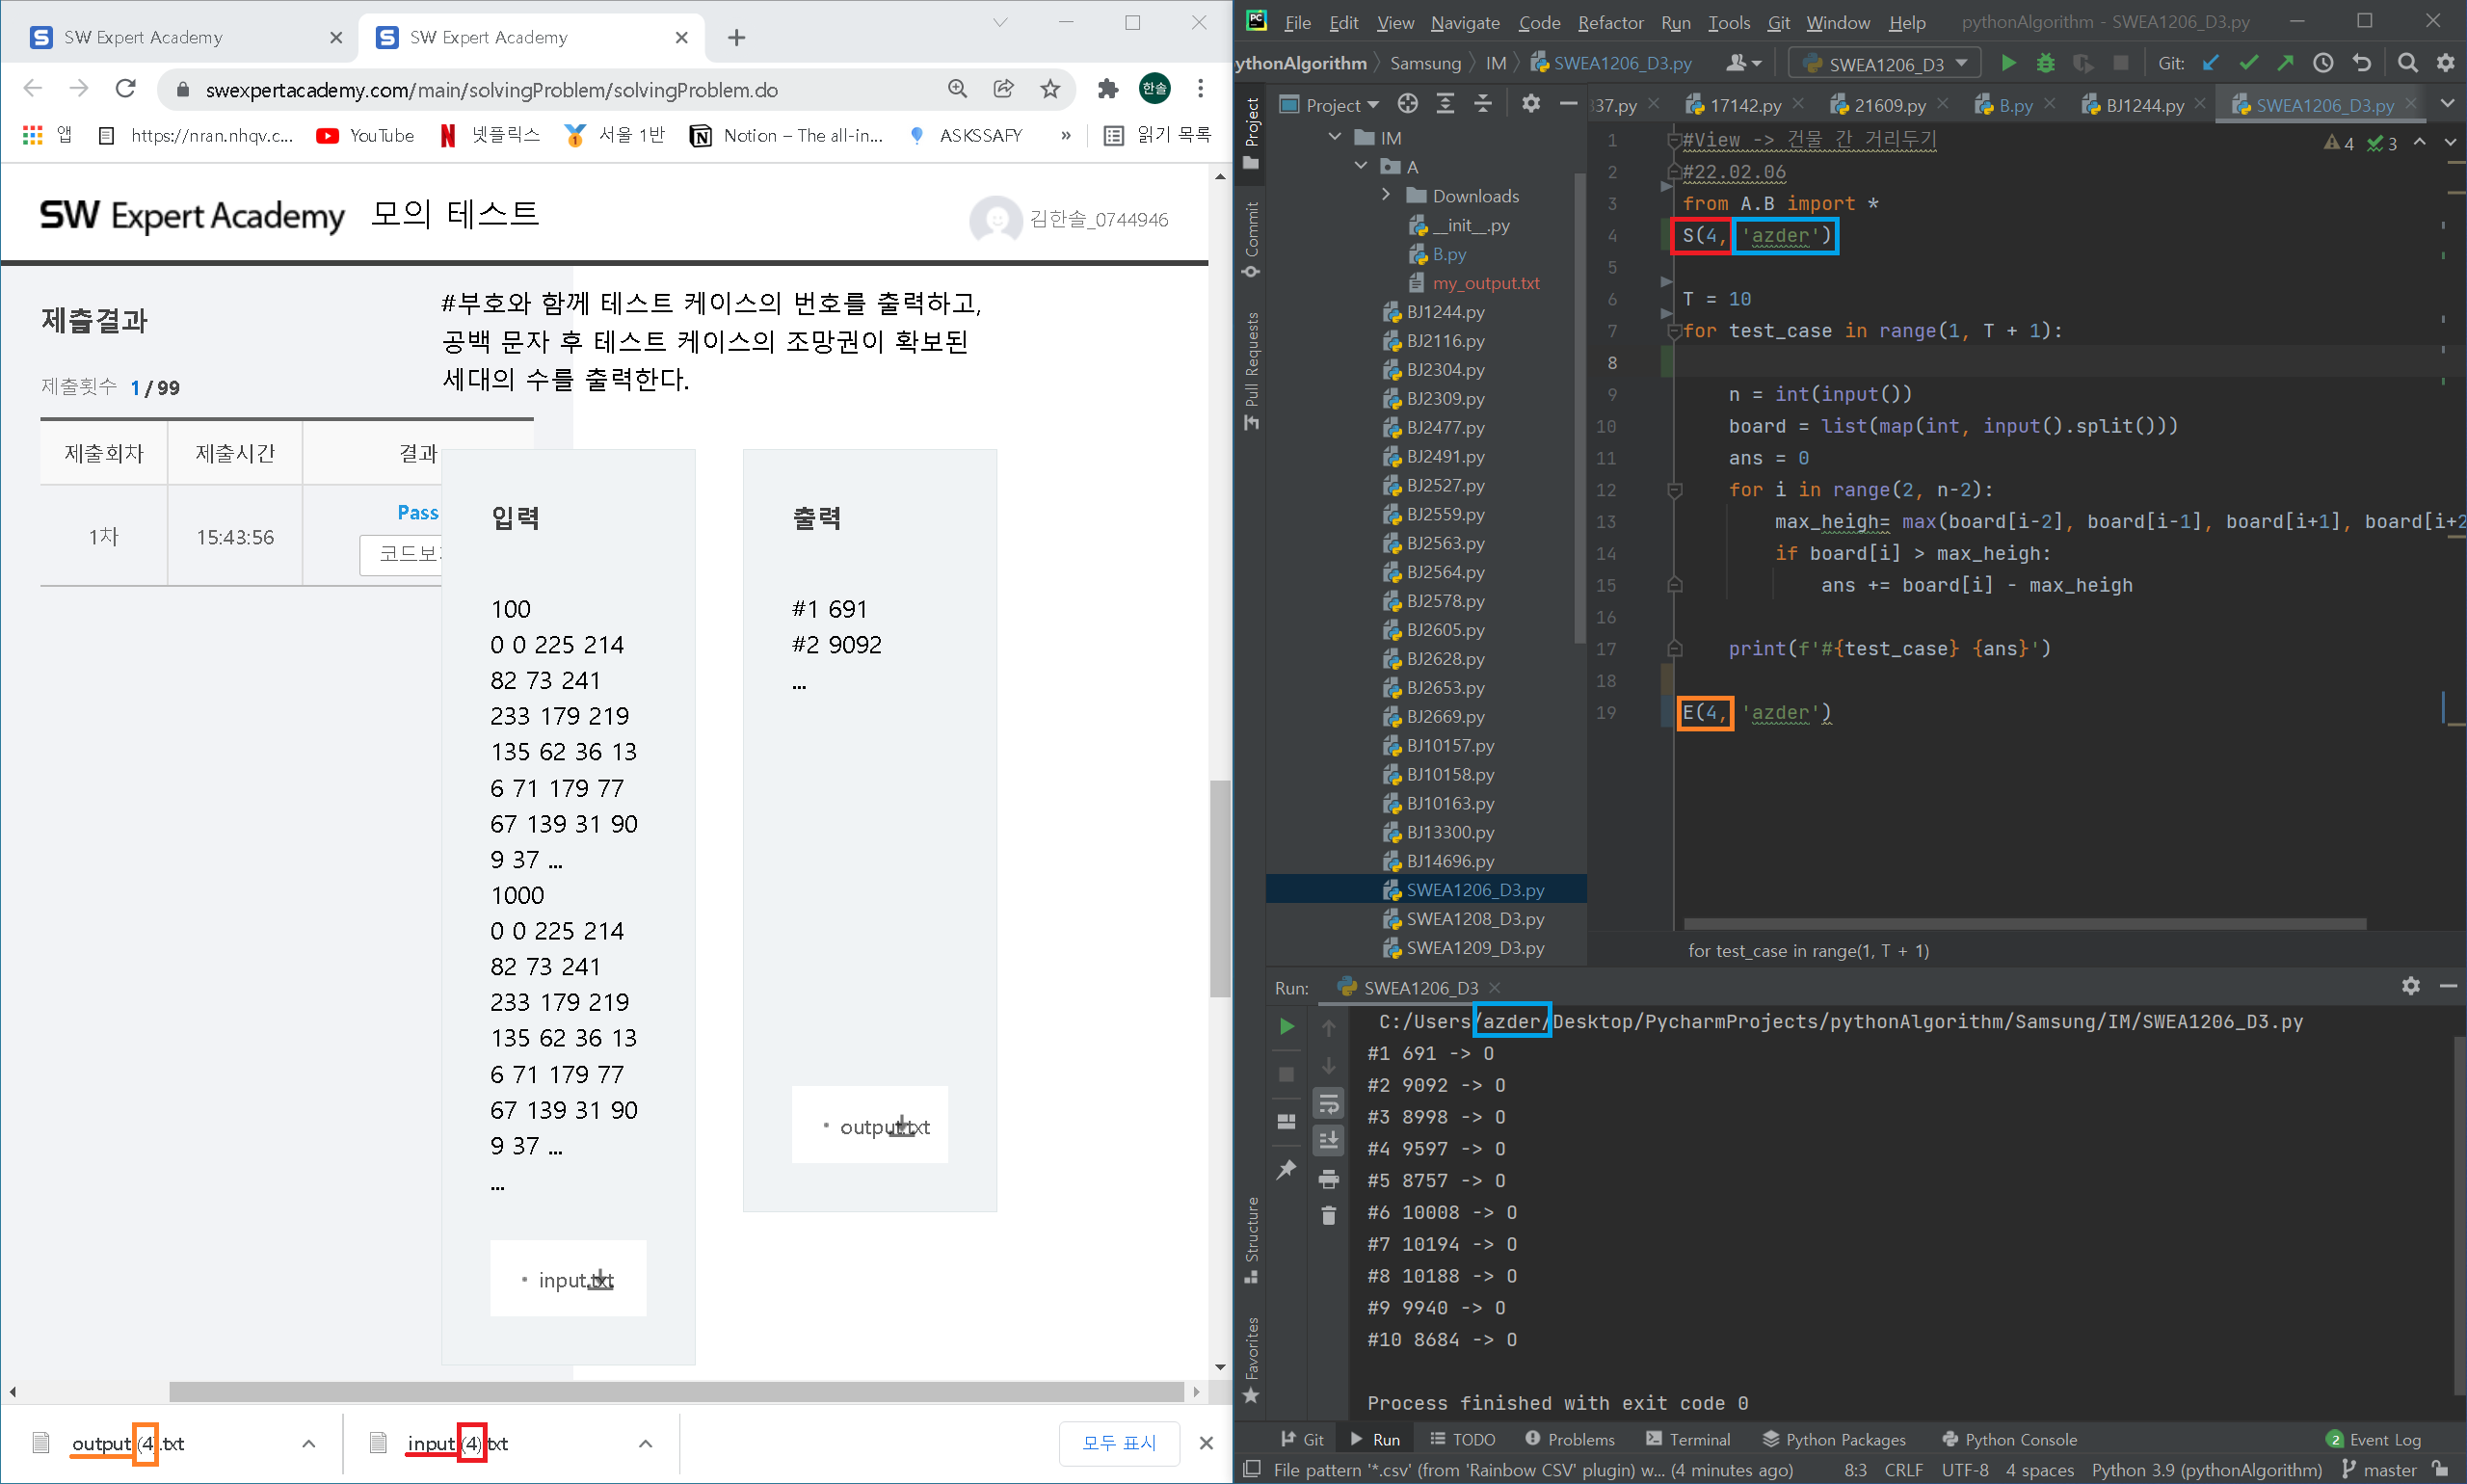 SW Expert Academy
SW Expert Academy
swexpertacademy.com/main/solvingProblem/solvingProblem.do
한솔
앱
https://nran.nhqv.c...
YouTube
넷플릭스
서울 1반
Notion – The all-in...
ASKSSAFY
»
읽기 목록
SW Expert Academy 모의 테스트
김한솔_0744946
제출결과
제출횟수 1 / 99
제출회차 제출시간 결과
1차 15:43:56 Pass
코드보
#부호와 함께 테스트 케이스의 번호를 출력하고,
공백 문자 후 테스트 케이스의 조망권이 확보된
세대의 수를 출력한다.
입력
100
0 0 225 214
82 73 241
233 179 219
135 62 36 13
6 71 179 77
67 139 31 90
9 37 ...
1000
0 0 225 214
82 73 241
233 179 219
135 62 36 13
6 71 179 77
67 139 31 90
9 37 ...
...
input.txt
출력
#1 691
#2 9092
...
output.txt
output (4).txt
input (4).txt
모두 표시
PC File Edit View Navigate Code Refactor Run Tools Git Window Help pythonAlgorithm - SWEA1206_D3.py
ythonAlgorithm Samsung IM SWEA1206_D3.py
SWEA1206_D3
Git:
Project
Commit
Pull Requests
Structure
Favorites
Project
IM
A
Downloads
__init__.py
B.py
my_output.txt
BJ1244.py
BJ2116.py
BJ2304.py
BJ2309.py
BJ2477.py
BJ2491.py
BJ2527.py
BJ2559.py
BJ2563.py
BJ2564.py
BJ2578.py
BJ2605.py
BJ2628.py
BJ2653.py
BJ2669.py
BJ10157.py
BJ10158.py
BJ10163.py
BJ13300.py
BJ14696.py
SWEA1206_D3.py
SWEA1208_D3.py
SWEA1209_D3.py
337.py 17142.py 21609.py B.py BJ1244.py SWEA1206_D3.py
4 3
1 #View -> 건물 간 거리두기
2 #22.02.06
3 from A.B import *
4 S(4, 'azder')
5
6 T = 10
7 for test_case in range(1, T + 1):
8
9 n = int(input())
10 board = list(map(int, input().split()))
11 ans = 0
12 for i in range(2, n-2):
13 max_heigh= max(board[i-2], board[i-1], board[i+1], board[i+2
14 if board[i] > max_heigh:
15 ans += board[i] - max_heigh
16
17 print(f'#{test_case} {ans}')
18
19 E(4, 'azder')
for test_case in range(1, T + 1)
Run: SWEA1206_D3
C:/Users/azder/Desktop/PycharmProjects/pythonAlgorithm/Samsung/IM/SWEA1206_D3.py
#1 691 -> O
#2 9092 -> O
#3 8998 -> O
#4 9597 -> O
#5 8757 -> O
#6 10008 -> O
#7 10194 -> O
#8 10188 -> O
#9 9940 -> O
#10 8684 -> O
Process finished with exit code 0
Git Run TODO Problems Terminal Python Packages Python Console 2 Event Log
File pattern '*.csv' (from 'Rainbow CSV' plugin) w... (4 minutes ago) 8:3 CRLF UTF-8 4 spaces Python 3.9 (pythonAlgorithm) master